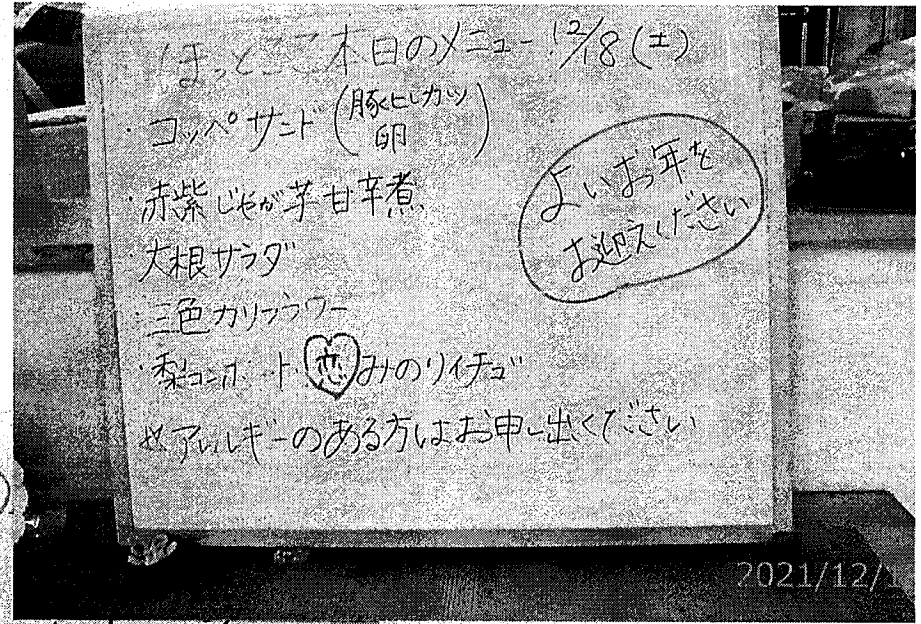 ほっとここ本日のメニュー 12/18(土)
・コッペサンド(豚ヒレカツ
卵)
・赤紫じゃが芋甘辛煮
・大根サラダ
・三色カリフラワー
・梨コンポート・恋みのりイチゴ
※アレルギーのある方はお申し出ください
よいお年を
お迎えください
2021/12/1